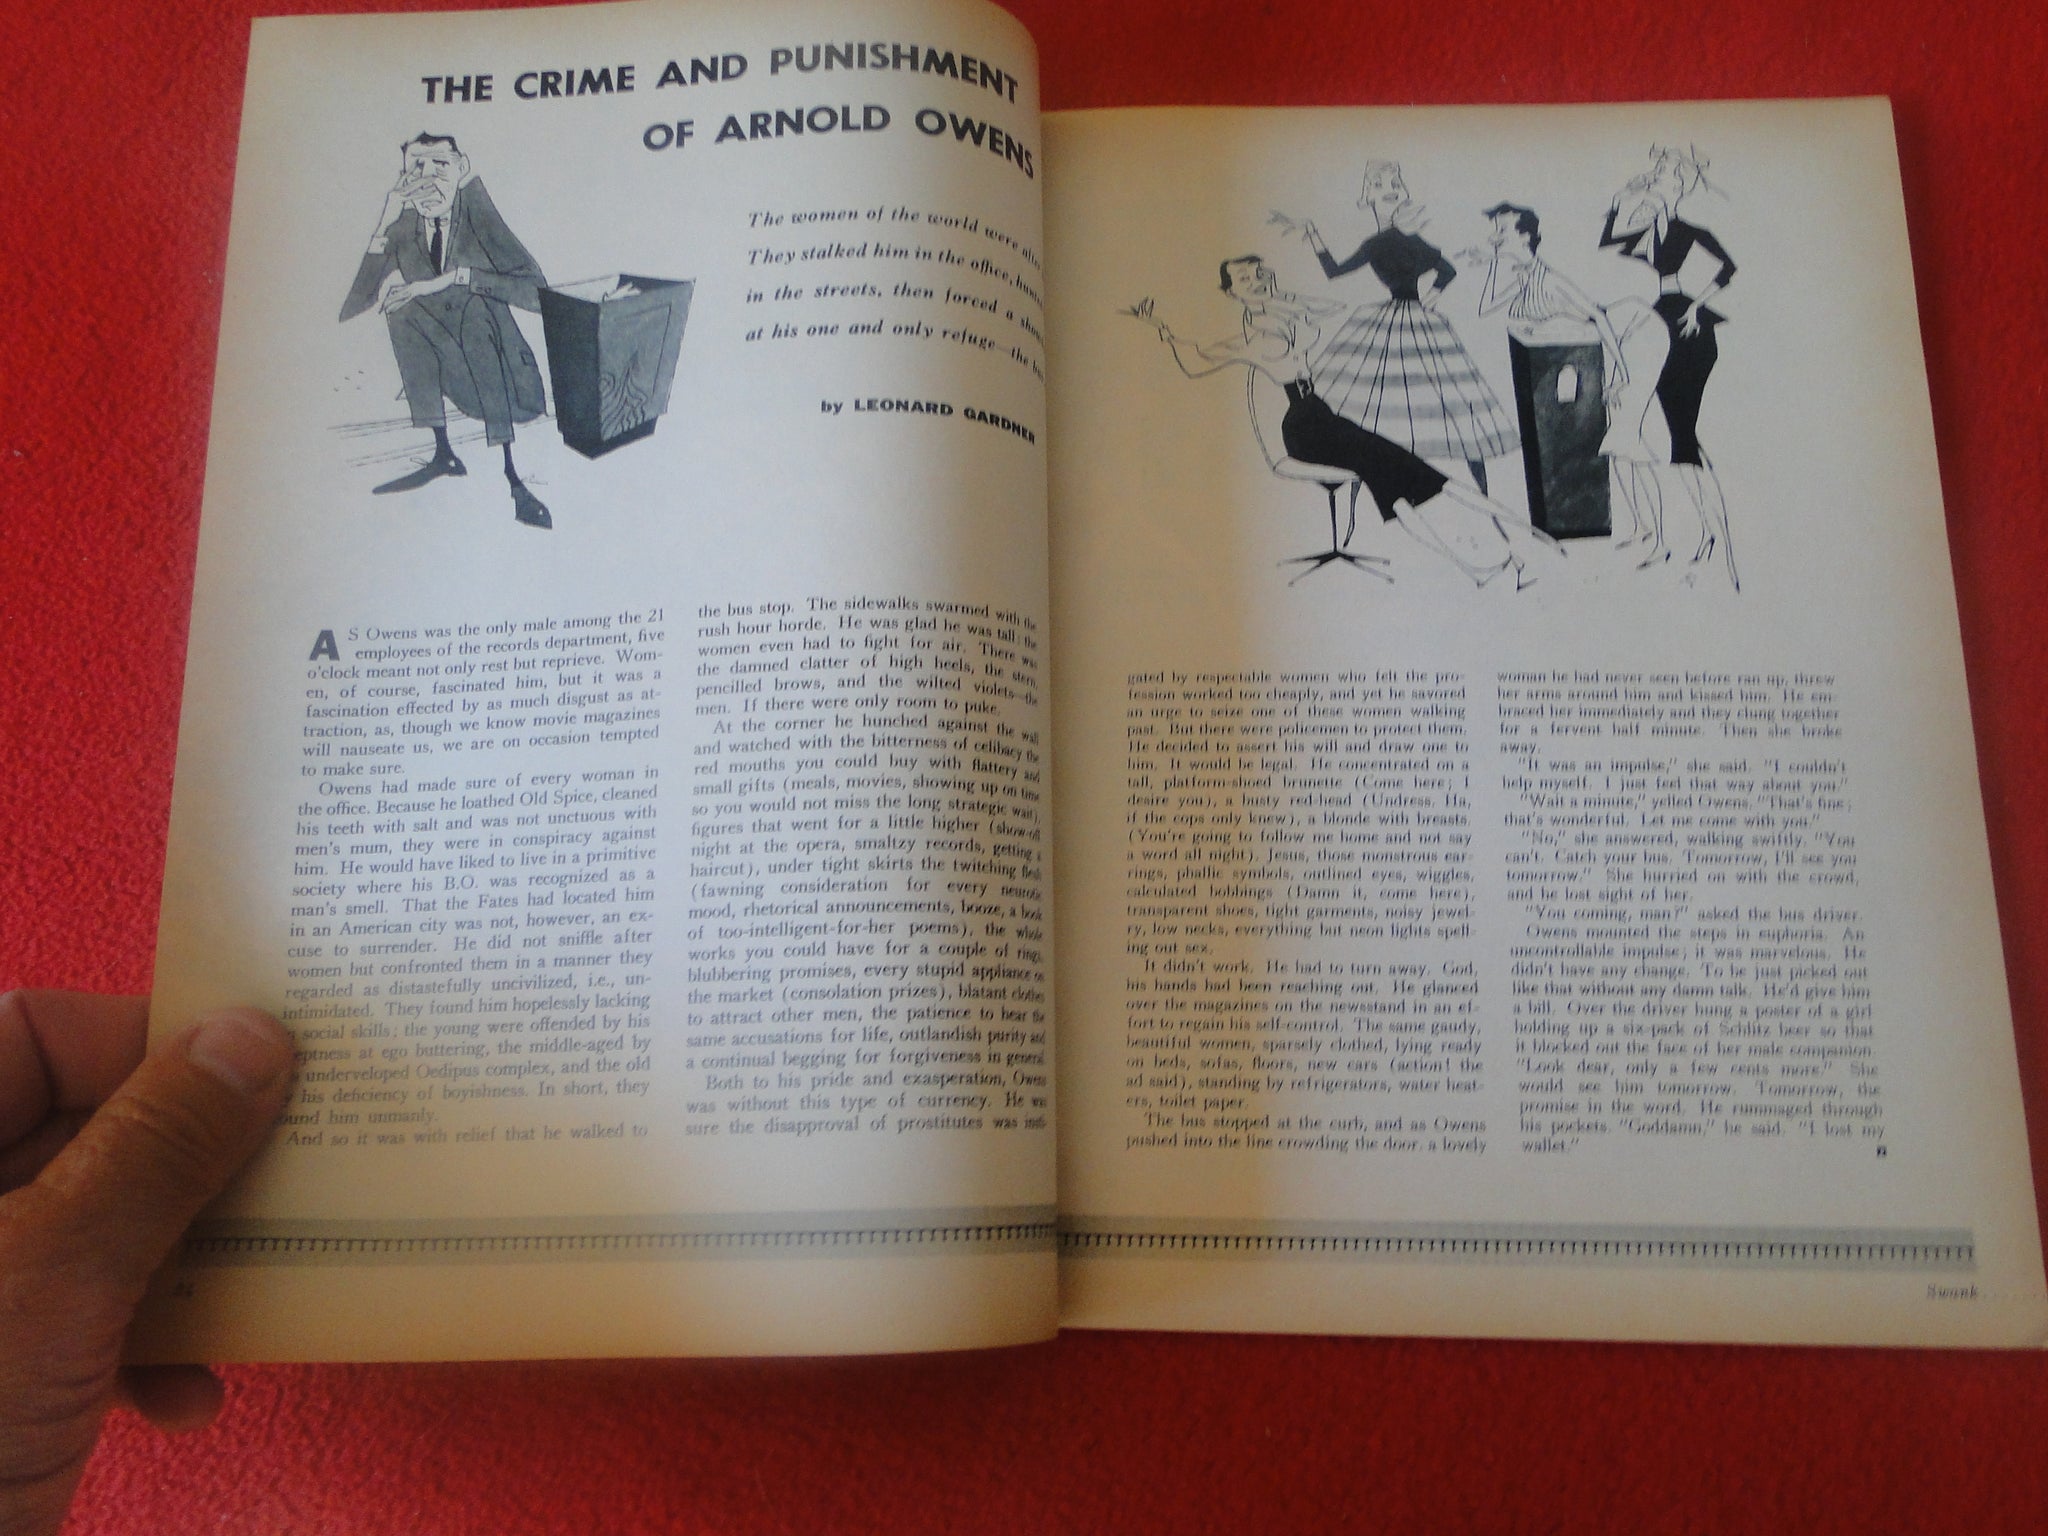 THE CRIME AND PUNISHMENT
OF ARNOLD OWENS
The women of the world were
They stalked him in the office,
in the streets, then forced a
at his one and only refuge—the
by LEONARD GARDNER
AS Owens was the only male among the 21
employees of the records department, five
o'clock meant not only rest but reprieve. Wom-
en, of course, fascinated him, but it was a
fascination effected by as much disgust as at-
traction, as, though we know movie magazines
will nauseate us, we are on occasion tempted
to make sure.
Owens had made sure of every woman in
the office. Because he loathed Old Spice, cleaned
his teeth with salt and was not unctuous with
men's mum, they were in conspiracy against
him. He would have liked to live in a primitive
society where his B.O. was recognized as a
man's smell. That the Fates had located him
in an American city was not, however, an ex-
cuse to surrender. He did not sniffle after
women but confronted them in a manner they
regarded as distastefully uncivilized, i.e., un-
intimidated. They found him hopelessly lacking
social skills; the young were offended by his
at ego buttering, the middle-aged by
underveloped Oedipus complex, and the old
his deficiency of boyishness. In short, they
him unmanly.
And so it was with relief that he walked to
the bus stop. The sidewalks swarmed with the
rush hour horde. He was glad he was tall; the
women even had to fight for air. There was
the damned clatter of high heels, the stern,
pencilled brows, and the wilted violets—the
men. If there were only room to puke.
At the corner he hunched against the wall
and watched with the bitterness of celibacy the
red mouths you could buy with flattery and
small gifts (meals, movies, showing up on time
so you would not miss the long strategic wait),
figures that went for a little higher (show-off
night at the opera, smaltzy records, getting a
haircut), under tight skirts the twitching flesh
(fawning consideration for every neurotic
mood, rhetorical announcements, booze, a book
of too-intelligent-for-her poems), the whole
works you could have for a couple of rings,
blubbering promises, every stupid appliance on
the market (consolation prizes), blatant clothes
to attract other men, the patience to hear the
same accusations for life, outlandish purity and
a continual begging for forgiveness in general.
Both to his pride and exasperation, Owens
was without this type of currency. He was
sure the disapproval of prostitutes was insti-
gated by respectable women who felt the pro-
fession worked too cheaply, and yet he savored
an urge to seize one of these women walking
past. But there were policemen to protect them.
He decided to assert his will and draw one to
him. It would be legal. He concentrated on a
tall, platform-shoed brunette (Come here; I
desire you), a busty red-head (Undress. Ha,
if the cops only knew), a blonde with breasts.
(You're going to follow me home and not say
a word all night). Jesus, those monstrous ear-
rings, phallic symbols, outlined eyes, wiggles,
calculated bobbings (Damn it, come here),
transparent shoes, tight garments, noisy jewel-
ry, low necks, everything but neon lights spell-
ing out sex.
It didn't work. He had to turn away. God,
his hands had been reaching out. He glanced
over the magazines on the newsstand in an ef-
fort to regain his self-control. The same gaudy,
beautiful women, sparsely clothed, lying ready
on beds, sofas, floors, new cars (action! the
ad said), standing by refrigerators, water heat-
ers, toilet paper.
The bus stopped at the curb, and as Owens
pushed into the line crowding the door, a lovely
woman he had never seen before ran up, threw
her arms around him and kissed him. He em-
braced her immediately and they clung together
for a fervent half minute. Then she broke
away.
"It was an impulse," she said. "I couldn't
help myself. I just feel that way about you."
"Wait a minute," yelled Owens. "That's fine;
that's wonderful. Let me come with you."
"No," she answered, walking swiftly. "You
can't. Catch your bus. Tomorrow, I'll see you
tomorrow." She hurried on with the crowd,
and he lost sight of her.
"You coming, man?" asked the bus driver.
Owens mounted the steps in euphoria. An
uncontrollable impulse; it was marvelous. He
didn't have any change. To be just picked out
like that without any damn talk. He'd give him
a bill. Over the driver hung a poster of a girl
holding up a six-pack of Schlitz beer so that
it blocked out the face of her male companion.
"Look dear, only a few cents more." She
would see him tomorrow. Tomorrow, the
promise in the word. He rummaged through
his pockets. "Goddamn," he said. "I lost my
wallet."
Swank